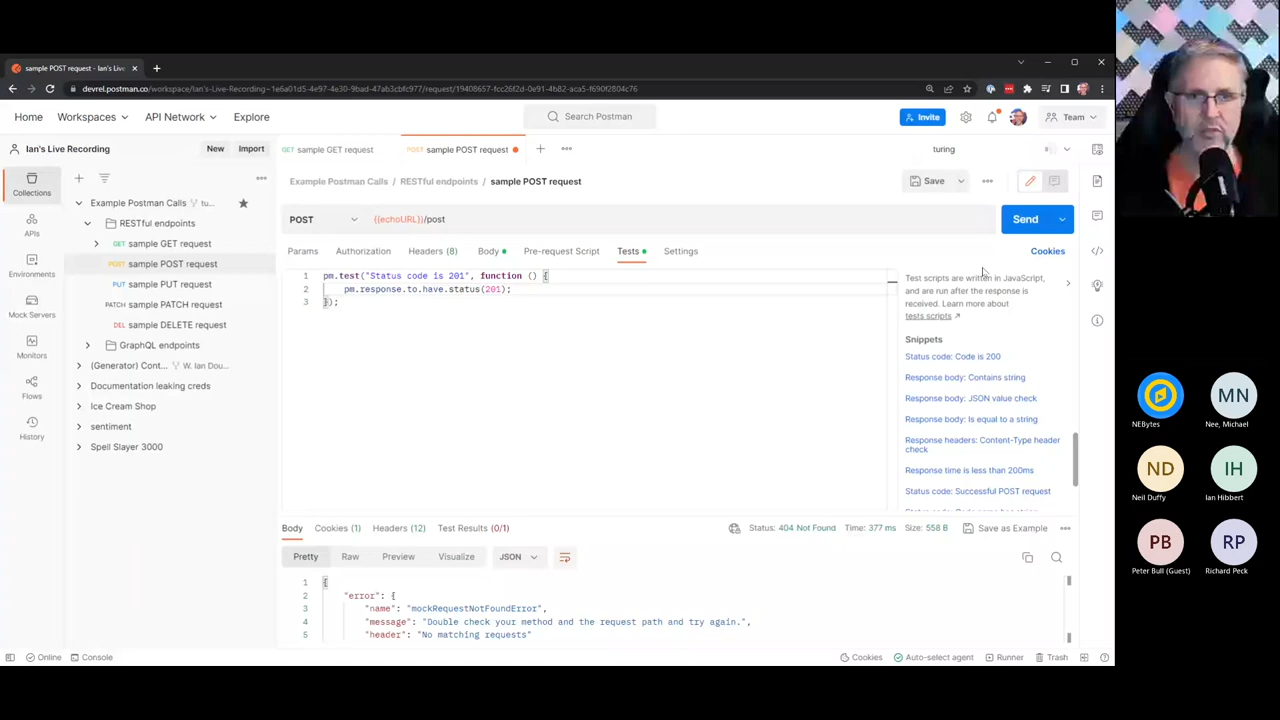 sample POST request - Ian's Liv
devrel.postman.co/workspace/Ian's-Live-Recording~1e6a01d5-4e97-4e30-9bad-47ab3cbfc977/request/19408657-fcc26f2d-0e91-4b82-aca5-f690f2804c76
Home Workspaces API Network Explore Search Postman Invite Team
Ian's Live Recording New Import GET sample GET request POST sample POST request turing
Example Postman Calls / RESTful endpoints / sample POST request Save
Collections
APIs
Environments
Mock Servers
Monitors
Flows
History
Example Postman Calls tu...
RESTful endpoints
GET sample GET request
POST sample POST request
PUT sample PUT request
PATCH sample PATCH request
DEL sample DELETE request
GraphQL endpoints
(Generator) Cont... W. Ian Dou...
Documentation leaking creds
Ice Cream Shop
sentiment
Spell Slayer 3000
POST {{echoURL}}/post Send
Params Authorization Headers (8) Body Pre-request Script Tests Settings Cookies
1 pm.test("Status code is 201", function () {
2 pm.response.to.have.status(201);
3 });
Test scripts are written in JavaScript,
and are run after the response is
received. Learn more about
tests scripts
Snippets
Status code: Code is 200
Response body: Contains string
Response body: JSON value check
Response body: Is equal to a string
Response headers: Content-Type header
check
Response time is less than 200ms
Status code: Successful POST request
Body Cookies (1) Headers (12) Test Results (0/1) Status: 404 Not Found Time: 377 ms Size: 558 B Save as Example
Pretty Raw Preview Visualize JSON
1 {
2 "error": {
3 "name": "mockRequestNotFoundError",
4 "message": "Double check your method and the request path and try again.",
5 "header": "No matching requests"
Online Console Cookies Auto-select agent Runner Trash
NEBytes
MN
Nee, Michael
ND
Neil Duffy
IH
Ian Hibbert
PB
Peter Bull (Guest)
RP
Richard Peck